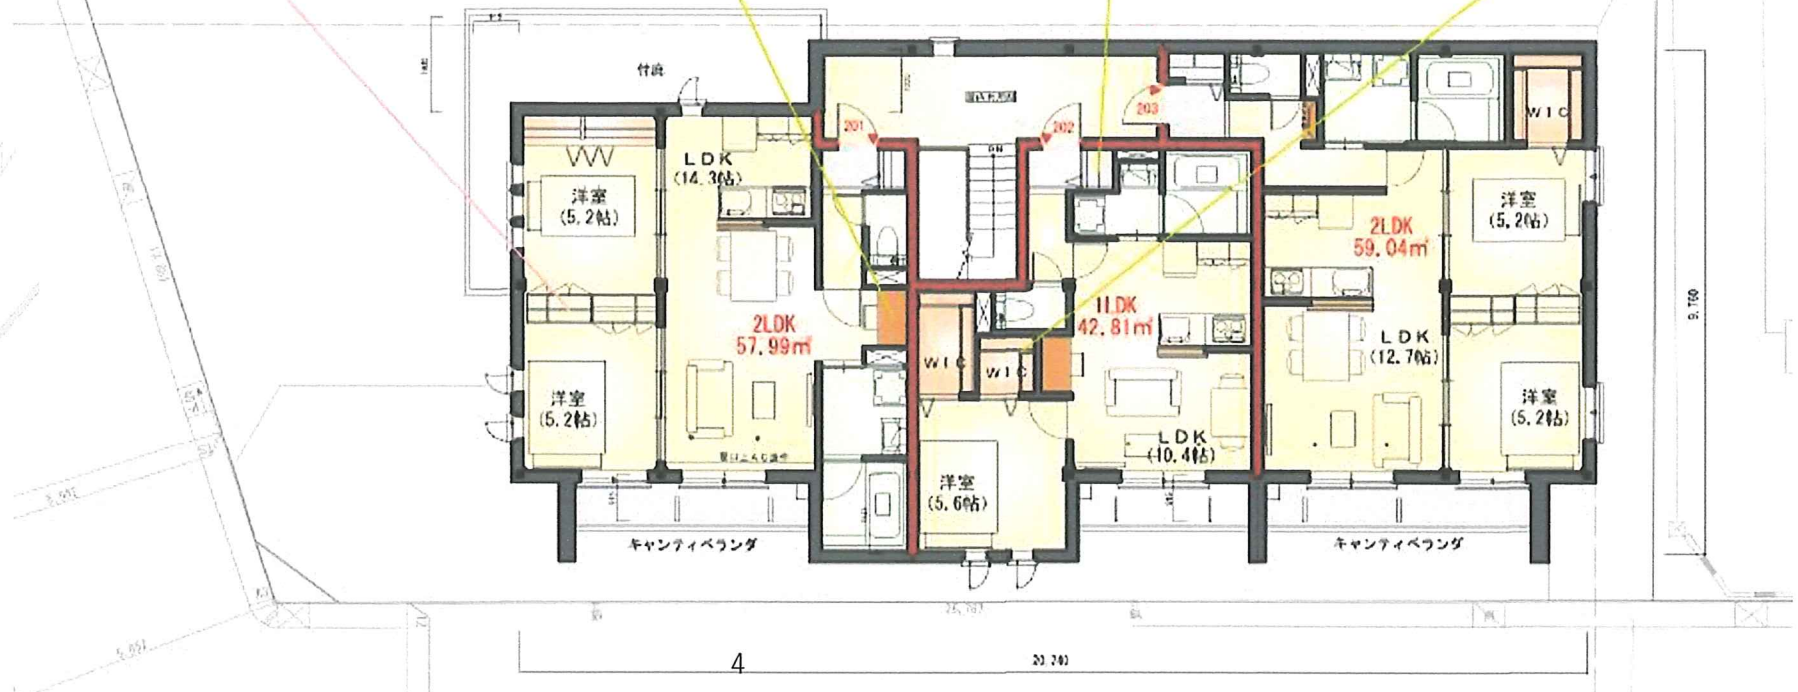 付庇
201
202
203
WIC
LDK
(14.3帖)
DN
洋室
(5.2帖)
洋室
(5.2帖)
2LDK
59.04㎡
2LDK
57.99㎡
1LDK
42.81㎡
WIC
WIC
LDK
(12.7帖)
洋室
(5.2帖)
洋室
(5.2帖)
LDK
(10.4帖)
洋室
(5.6帖)
キャンティベランダ
キャンティベランダ
9,760
4